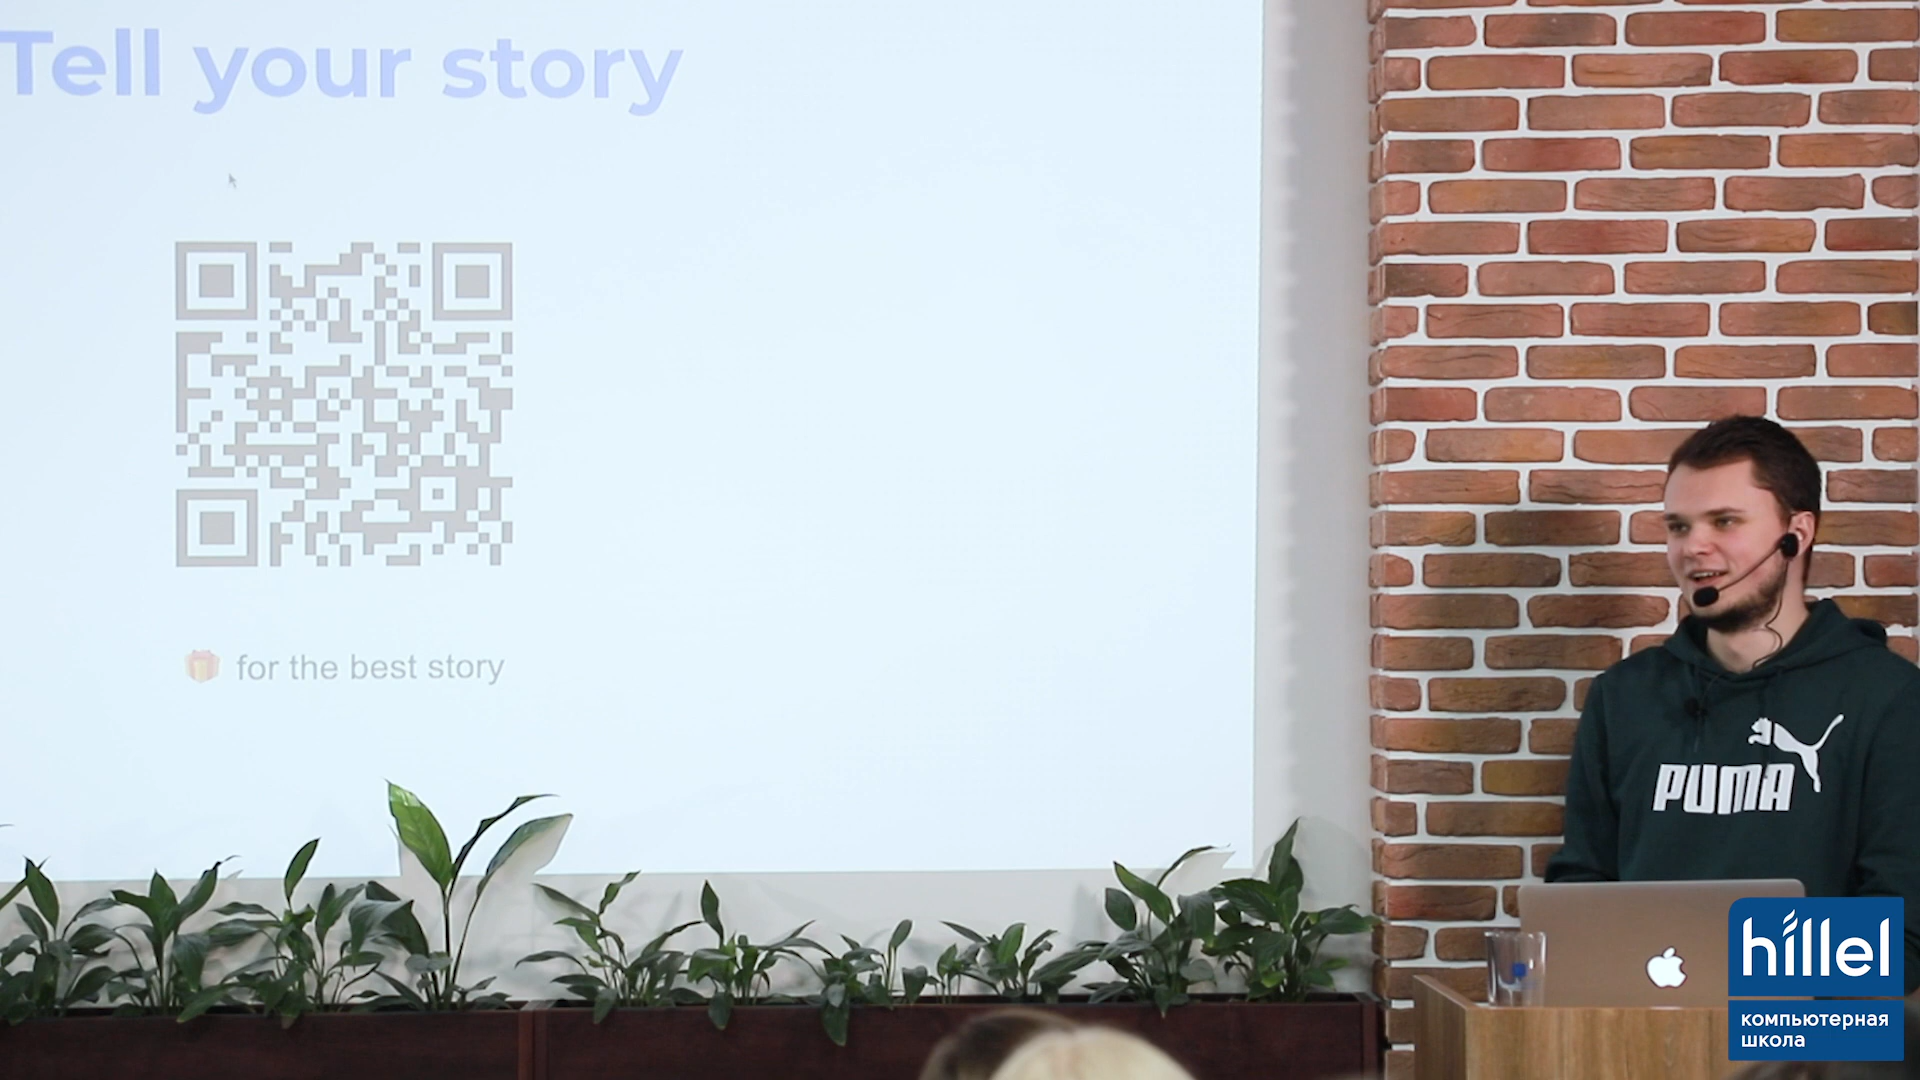 Tell your story
for the best story
PUMA
hillel
компьютерная
школа